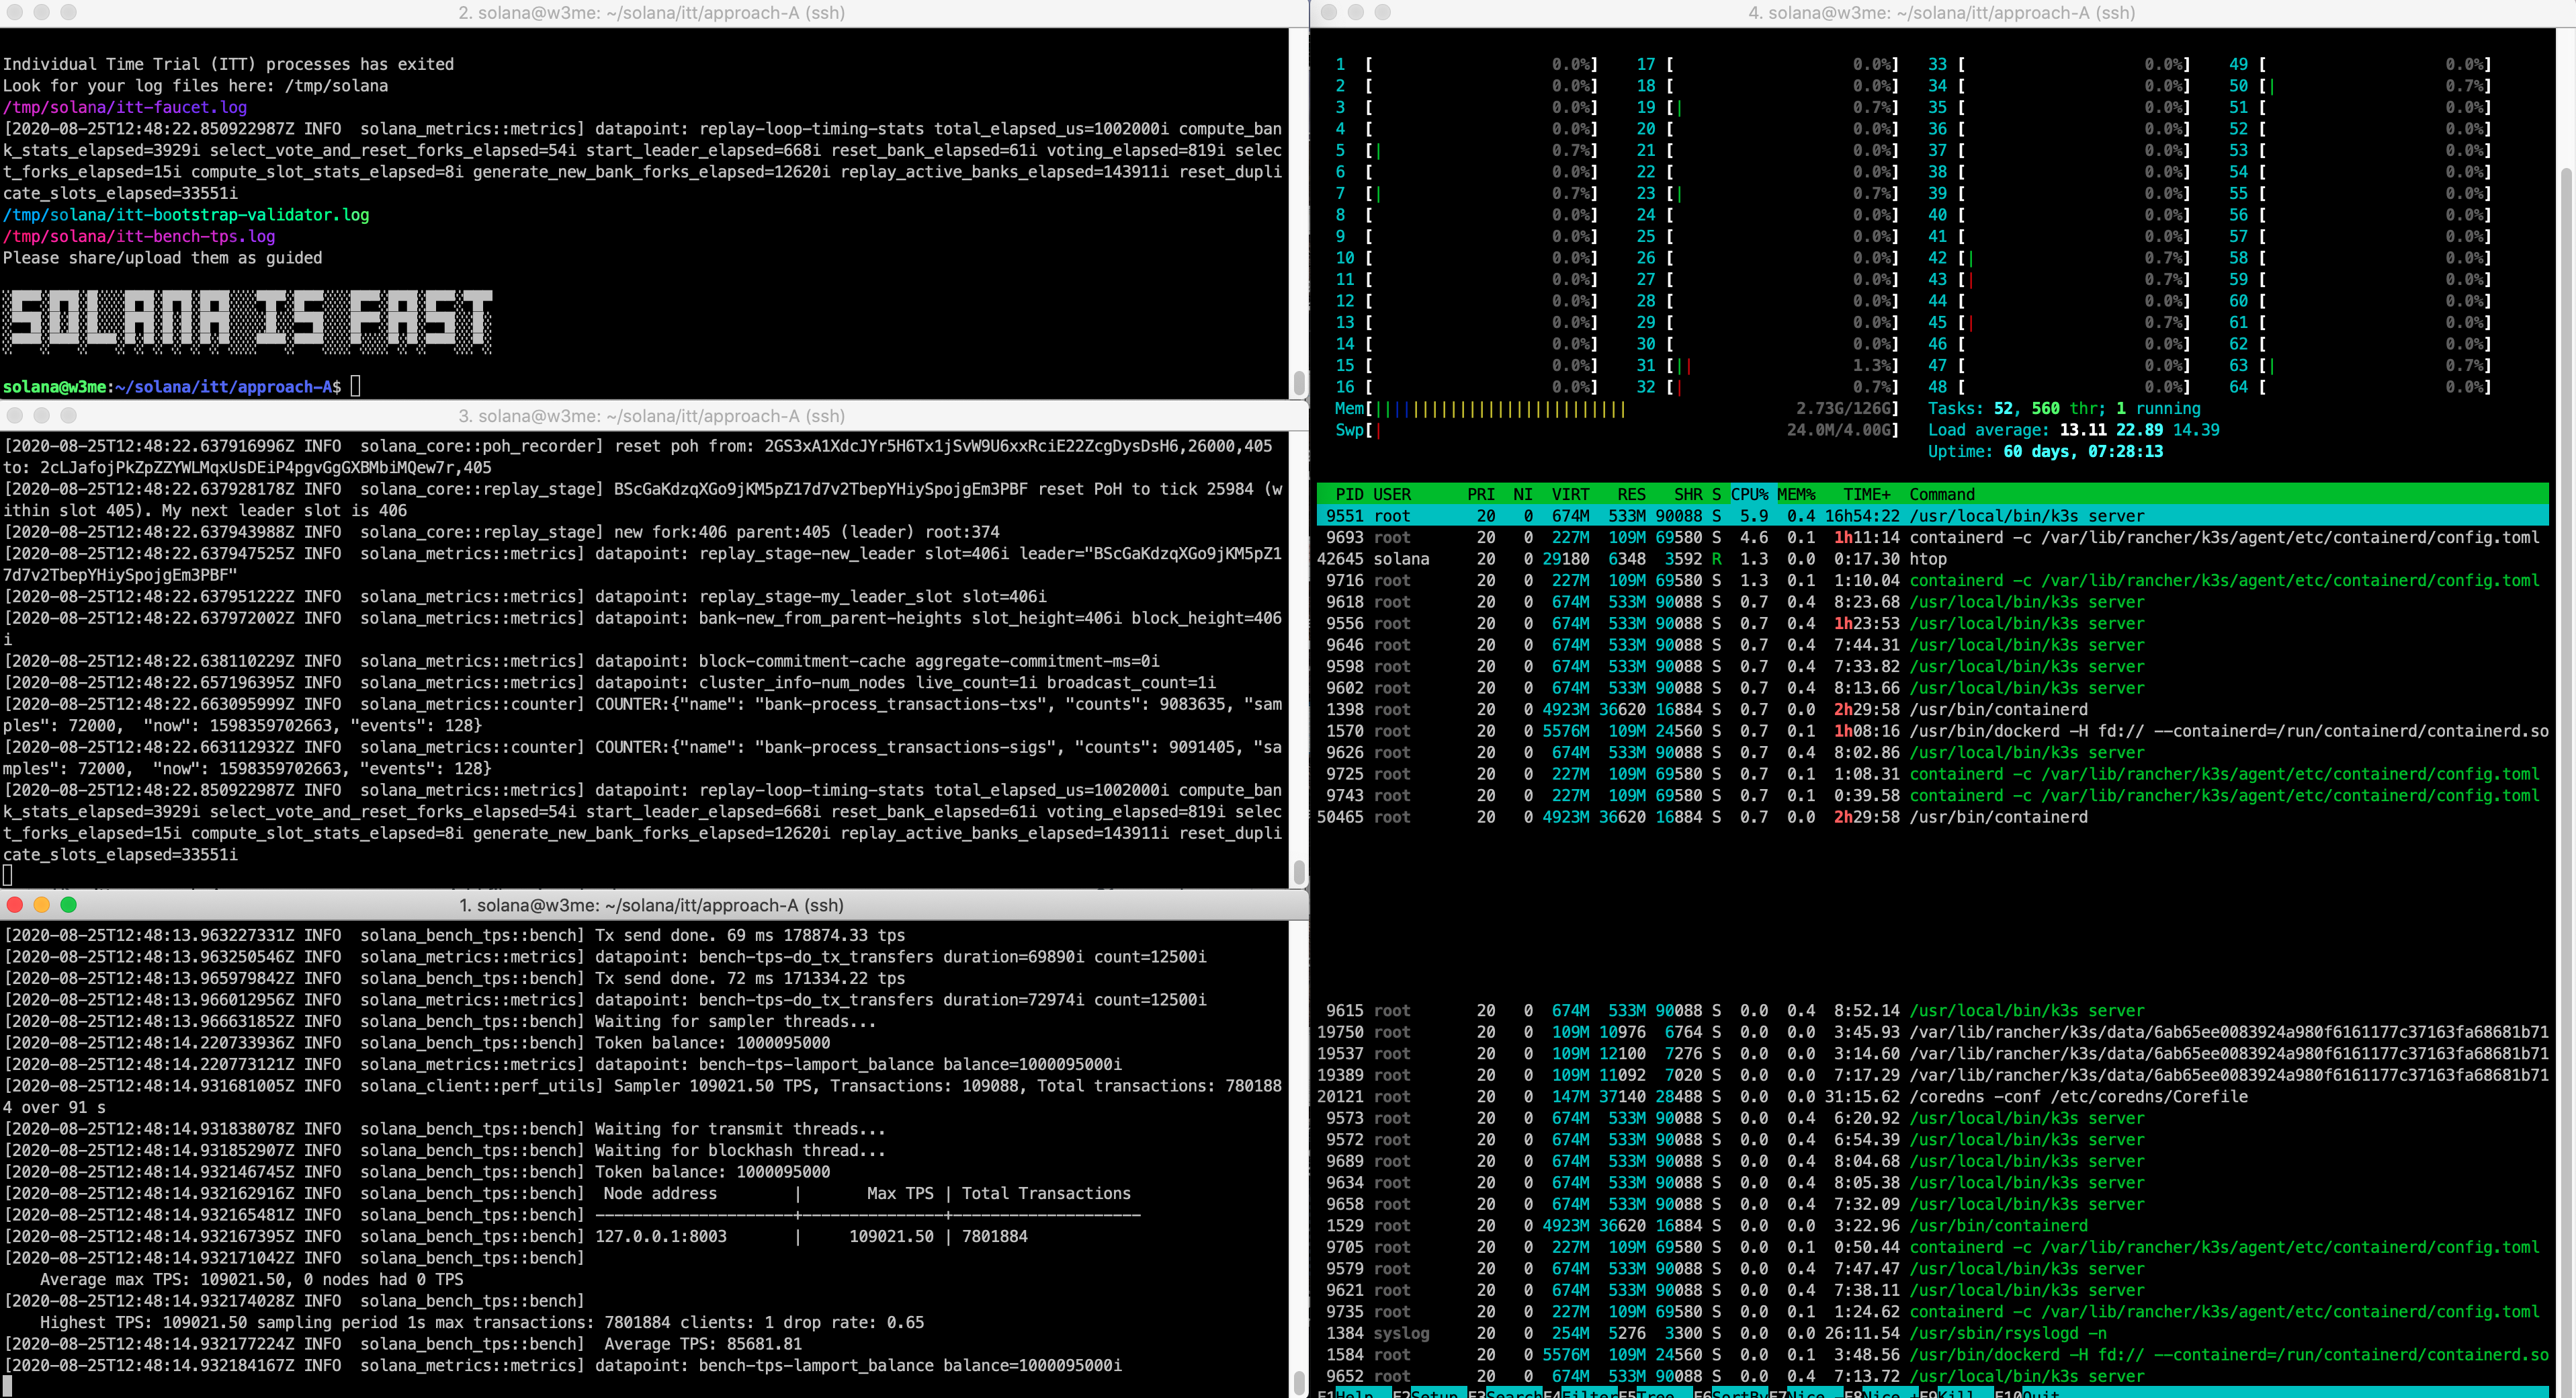 2. solana@w3me: ~/solana/itt/approach-A (ssh)
Individual Time Trial (ITT) processes has exited
Look for your log files here: /tmp/solana
/tmp/solana/itt-faucet.log
[2020-08-25T12:48:22.850922987Z INFO  solana_metrics::metrics] datapoint: replay-loop-timing-stats total_elapsed_us=1002000i compute_ban
k_stats_elapsed=3929i select_vote_and_reset_forks_elapsed=54i start_leader_elapsed=668i reset_bank_elapsed=61i voting_elapsed=819i selec
t_forks_elapsed=15i compute_slot_stats_elapsed=8i generate_new_bank_forks_elapsed=12620i replay_active_banks_elapsed=143911i reset_dupli
cate_slots_elapsed=33551i
/tmp/solana/itt-bootstrap-validator.log
/tmp/solana/itt-bench-tps.log
Please share/upload them as guided
SOLANA IS FAST
solana@w3me:~/solana/itt/approach-A$
3. solana@w3me: ~/solana/itt/approach-A (ssh)
[2020-08-25T12:48:22.637916996Z INFO  solana_core::poh_recorder] reset poh from: 2GS3xA1XdcJYr5H6Tx1jSvW9U6xxRciE22ZcgDysDsH6,26000,405
to: 2cLJafojPkZpZZYWLMqxUsDEiP4pgvGgGXBMbiMQew7r,405
[2020-08-25T12:48:22.637928178Z INFO  solana_core::replay_stage] BScGaKdzqXGo9jKM5pZ17d7v2TbepYHiySpojgEm3PBF reset PoH to tick 25984 (w
ithin slot 405). My next leader slot is 406
[2020-08-25T12:48:22.637943988Z INFO  solana_core::replay_stage] new fork:406 parent:405 (leader) root:374
[2020-08-25T12:48:22.637947525Z INFO  solana_metrics::metrics] datapoint: replay_stage-new_leader slot=406i leader="BScGaKdzqXGo9jKM5pZ1
7d7v2TbepYHiySpojgEm3PBF"
[2020-08-25T12:48:22.637951222Z INFO  solana_metrics::metrics] datapoint: replay_stage-my_leader_slot slot=406i
[2020-08-25T12:48:22.637972002Z INFO  solana_metrics::metrics] datapoint: bank-new_from_parent-heights slot_height=406i block_height=406
i
[2020-08-25T12:48:22.638110229Z INFO  solana_metrics::metrics] datapoint: block-commitment-cache aggregate-commitment-ms=0i
[2020-08-25T12:48:22.657196395Z INFO  solana_metrics::metrics] datapoint: cluster_info-num_nodes live_count=1i broadcast_count=1i
[2020-08-25T12:48:22.663095999Z INFO  solana_metrics::counter] COUNTER:{"name": "bank-process_transactions-txs", "counts": 9083635, "sam
ples": 72000,  "now": 1598359702663, "events": 128}
[2020-08-25T12:48:22.663112932Z INFO  solana_metrics::counter] COUNTER:{"name": "bank-process_transactions-sigs", "counts": 9091405, "sa
mples": 72000,  "now": 1598359702663, "events": 128}
[2020-08-25T12:48:22.850922987Z INFO  solana_metrics::metrics] datapoint: replay-loop-timing-stats total_elapsed_us=1002000i compute_ban
k_stats_elapsed=3929i select_vote_and_reset_forks_elapsed=54i start_leader_elapsed=668i reset_bank_elapsed=61i voting_elapsed=819i selec
t_forks_elapsed=15i compute_slot_stats_elapsed=8i generate_new_bank_forks_elapsed=12620i replay_active_banks_elapsed=143911i reset_dupli
cate_slots_elapsed=33551i
1. solana@w3me: ~/solana/itt/approach-A (ssh)
[2020-08-25T12:48:13.963227331Z INFO  solana_bench_tps::bench] Tx send done. 69 ms 178874.33 tps
[2020-08-25T12:48:13.963250546Z INFO  solana_metrics::metrics] datapoint: bench-tps-do_tx_transfers duration=69890i count=12500i
[2020-08-25T12:48:13.965979842Z INFO  solana_bench_tps::bench] Tx send done. 72 ms 171334.22 tps
[2020-08-25T12:48:13.966012956Z INFO  solana_metrics::metrics] datapoint: bench-tps-do_tx_transfers duration=72974i count=12500i
[2020-08-25T12:48:13.966631852Z INFO  solana_bench_tps::bench] Waiting for sampler threads...
[2020-08-25T12:48:14.220733936Z INFO  solana_bench_tps::bench] Token balance: 1000095000
[2020-08-25T12:48:14.220773121Z INFO  solana_metrics::metrics] datapoint: bench-tps-lamport_balance balance=1000095000i
[2020-08-25T12:48:14.931681005Z INFO  solana_client::perf_utils] Sampler 109021.50 TPS, Transactions: 109088, Total transactions: 780188
4 over 91 s
[2020-08-25T12:48:14.931838078Z INFO  solana_bench_tps::bench] Waiting for transmit threads...
[2020-08-25T12:48:14.931852907Z INFO  solana_bench_tps::bench] Waiting for blockhash thread...
[2020-08-25T12:48:14.932146745Z INFO  solana_bench_tps::bench] Token balance: 1000095000
[2020-08-25T12:48:14.932162916Z INFO  solana_bench_tps::bench]  Node address        |       Max TPS | Total Transactions
[2020-08-25T12:48:14.932165481Z INFO  solana_bench_tps::bench] ---------------------+---------------+--------------------
[2020-08-25T12:48:14.932167395Z INFO  solana_bench_tps::bench] 127.0.0.1:8003       |     109021.50 | 7801884
[2020-08-25T12:48:14.932171042Z INFO  solana_bench_tps::bench]
    Average max TPS: 109021.50, 0 nodes had 0 TPS
[2020-08-25T12:48:14.932174028Z INFO  solana_bench_tps::bench]
    Highest TPS: 109021.50 sampling period 1s max transactions: 7801884 clients: 1 drop rate: 0.65
[2020-08-25T12:48:14.932177224Z INFO  solana_bench_tps::bench]  Average TPS: 85681.81
[2020-08-25T12:48:14.932184167Z INFO  solana_metrics::metrics] datapoint: bench-tps-lamport_balance balance=1000095000i
4. solana@w3me: ~/solana/itt/approach-A (ssh)
1 [ 0.0%] 17 [ 0.0%] 33 [ 0.0%] 49 [ 0.0%]
2 [ 0.0%] 18 [ 0.0%] 34 [ 0.0%] 50 [| 0.7%]
3 [ 0.0%] 19 [| 0.7%] 35 [ 0.0%] 51 [ 0.0%]
4 [ 0.0%] 20 [ 0.0%] 36 [ 0.0%] 52 [ 0.0%]
5 [| 0.7%] 21 [ 0.0%] 37 [ 0.0%] 53 [ 0.0%]
6 [ 0.0%] 22 [ 0.0%] 38 [ 0.0%] 54 [ 0.0%]
7 [| 0.7%] 23 [| 0.7%] 39 [ 0.0%] 55 [ 0.0%]
8 [ 0.0%] 24 [ 0.0%] 40 [ 0.0%] 56 [ 0.0%]
9 [ 0.0%] 25 [ 0.0%] 41 [ 0.0%] 57 [ 0.0%]
10 [ 0.0%] 26 [ 0.0%] 42 [| 0.7%] 58 [ 0.0%]
11 [ 0.0%] 27 [ 0.0%] 43 [| 0.7%] 59 [ 0.0%]
12 [ 0.0%] 28 [ 0.0%] 44 [ 0.0%] 60 [ 0.0%]
13 [ 0.0%] 29 [ 0.0%] 45 [| 0.7%] 61 [ 0.0%]
14 [ 0.0%] 30 [ 0.0%] 46 [ 0.0%] 62 [ 0.0%]
15 [ 0.0%] 31 [|| 1.3%] 47 [ 0.0%] 63 [| 0.7%]
16 [ 0.0%] 32 [| 0.7%] 48 [ 0.0%] 64 [ 0.0%]
Mem[|||||||||||||||||||||||||| 2.73G/126G] Tasks: 52, 560 thr; 1 running
Swp[| 24.0M/4.00G] Load average: 13.11 22.89 14.39
Uptime: 60 days, 07:28:13
PID USER PRI NI VIRT RES SHR S CPU% MEM% TIME+ Command
9551 root 20 0 674M 533M 90088 S 5.9 0.4 16h54:22 /usr/local/bin/k3s server
9693 root 20 0 227M 109M 69580 S 4.6 0.1 1h11:14 containerd -c /var/lib/rancher/k3s/agent/etc/containerd/config.toml
42645 solana 20 0 29180 6348 3592 R 1.3 0.0 0:17.30 htop
9716 root 20 0 227M 109M 69580 S 1.3 0.1 1:10.04 containerd -c /var/lib/rancher/k3s/agent/etc/containerd/config.toml
9618 root 20 0 674M 533M 90088 S 0.7 0.4 8:23.68 /usr/local/bin/k3s server
9556 root 20 0 674M 533M 90088 S 0.7 0.4 1h23:53 /usr/local/bin/k3s server
9646 root 20 0 674M 533M 90088 S 0.7 0.4 7:44.31 /usr/local/bin/k3s server
9598 root 20 0 674M 533M 90088 S 0.7 0.4 7:33.82 /usr/local/bin/k3s server
9602 root 20 0 674M 533M 90088 S 0.7 0.4 8:13.66 /usr/local/bin/k3s server
1398 root 20 0 4923M 36620 16884 S 0.7 0.0 2h29:58 /usr/bin/containerd
1570 root 20 0 5576M 109M 24560 S 0.7 0.1 1h08:16 /usr/bin/dockerd -H fd:// --containerd=/run/containerd/containerd.so
9626 root 20 0 674M 533M 90088 S 0.7 0.4 8:02.86 /usr/local/bin/k3s server
9725 root 20 0 227M 109M 69580 S 0.7 0.1 1:08.31 containerd -c /var/lib/rancher/k3s/agent/etc/containerd/config.toml
9743 root 20 0 227M 109M 69580 S 0.7 0.1 0:39.58 containerd -c /var/lib/rancher/k3s/agent/etc/containerd/config.toml
50465 root 20 0 4923M 36620 16884 S 0.7 0.0 2h29:58 /usr/bin/containerd
9615 root 20 0 674M 533M 90088 S 0.0 0.4 8:52.14 /usr/local/bin/k3s server
19750 root 20 0 109M 10976 6764 S 0.0 0.0 3:45.93 /var/lib/rancher/k3s/data/6ab65ee0083924a980f6161177c37163fa68681b71
19537 root 20 0 109M 12100 7276 S 0.0 0.0 3:14.60 /var/lib/rancher/k3s/data/6ab65ee0083924a980f6161177c37163fa68681b71
19389 root 20 0 109M 11092 7020 S 0.0 0.0 7:17.29 /var/lib/rancher/k3s/data/6ab65ee0083924a980f6161177c37163fa68681b71
20121 root 20 0 147M 37140 28488 S 0.0 0.0 31:15.62 /coredns -conf /etc/coredns/Corefile
9573 root 20 0 674M 533M 90088 S 0.0 0.4 6:20.92 /usr/local/bin/k3s server
9572 root 20 0 674M 533M 90088 S 0.0 0.4 6:54.39 /usr/local/bin/k3s server
9689 root 20 0 674M 533M 90088 S 0.0 0.4 8:04.68 /usr/local/bin/k3s server
9634 root 20 0 674M 533M 90088 S 0.0 0.4 8:05.38 /usr/local/bin/k3s server
9658 root 20 0 674M 533M 90088 S 0.0 0.4 7:32.09 /usr/local/bin/k3s server
1529 root 20 0 4923M 36620 16884 S 0.0 0.0 3:22.96 /usr/bin/containerd
9705 root 20 0 227M 109M 69580 S 0.0 0.1 0:50.44 containerd -c /var/lib/rancher/k3s/agent/etc/containerd/config.toml
9579 root 20 0 674M 533M 90088 S 0.0 0.4 7:47.47 /usr/local/bin/k3s server
9621 root 20 0 674M 533M 90088 S 0.0 0.4 7:38.11 /usr/local/bin/k3s server
9735 root 20 0 227M 109M 69580 S 0.0 0.1 1:24.62 containerd -c /var/lib/rancher/k3s/agent/etc/containerd/config.toml
1384 syslog 20 0 254M 5276 3300 S 0.0 0.0 26:11.54 /usr/sbin/rsyslogd -n
1584 root 20 0 5576M 109M 24560 S 0.0 0.1 3:48.56 /usr/bin/dockerd -H fd:// --containerd=/run/containerd/containerd.so
9652 root 20 0 674M 533M 90088 S 0.0 0.4 7:13.72 /usr/local/bin/k3s server
F1Help F2Setup F3SearchF4FilterF5Tree F6SortByF7Nice -F8Nice +F9Kill F10Quit